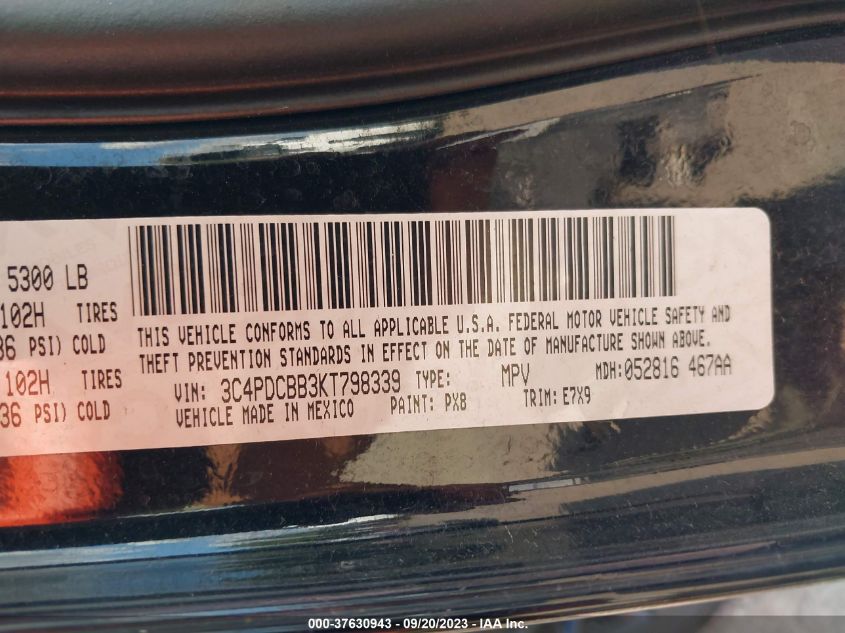 5300 LB
102H TIRES
36 PSI) COLD
102H TIRES
36 PSI) COLD
THIS VEHICLE CONFORMS TO ALL APPLICABLE U.S.A. FEDERAL MOTOR VEHICLE SAFETY AND
THEFT PREVENTION STANDARDS IN EFFECT ON THE DATE OF MANUFACTURE SHOWN ABOVE.
VIN: 3C4PDCBB3KT798339 TYPE: MPV MDH:052816 467AA
VEHICLE MADE IN MEXICO PAINT: PX8 TRIM: E7X9
000-37630943 - 09/20/2023 - IAA Inc.